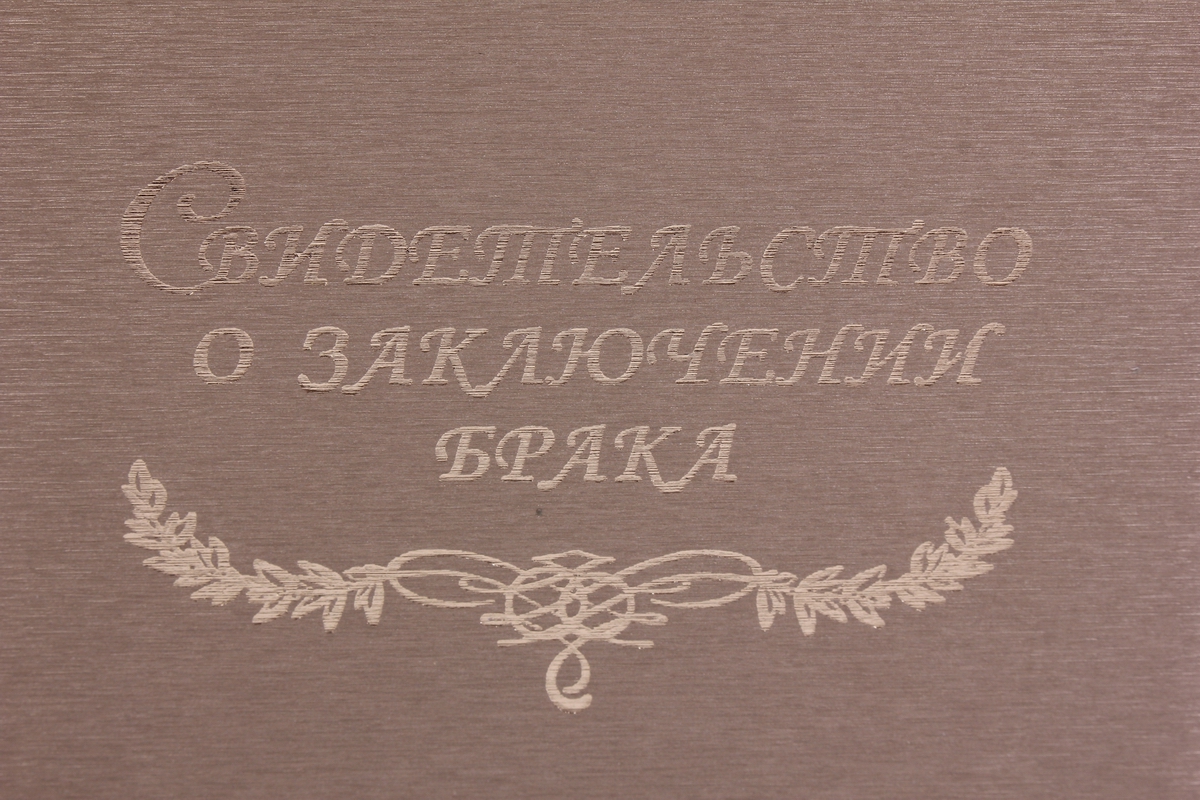 Свидетельство
о заключении
брака